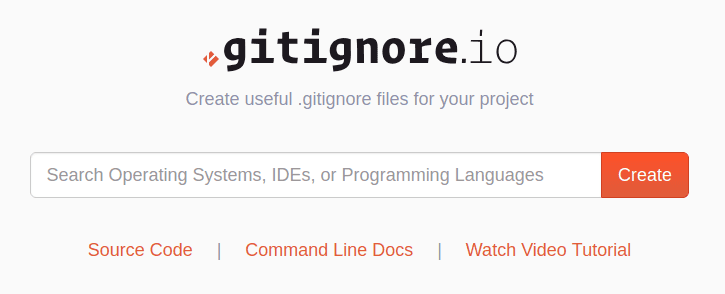 .gitignore.io
Create useful .gitignore files for your project
Search Operating Systems, IDEs, or Programming Languages
Create
Source Code | Command Line Docs | Watch Video Tutorial